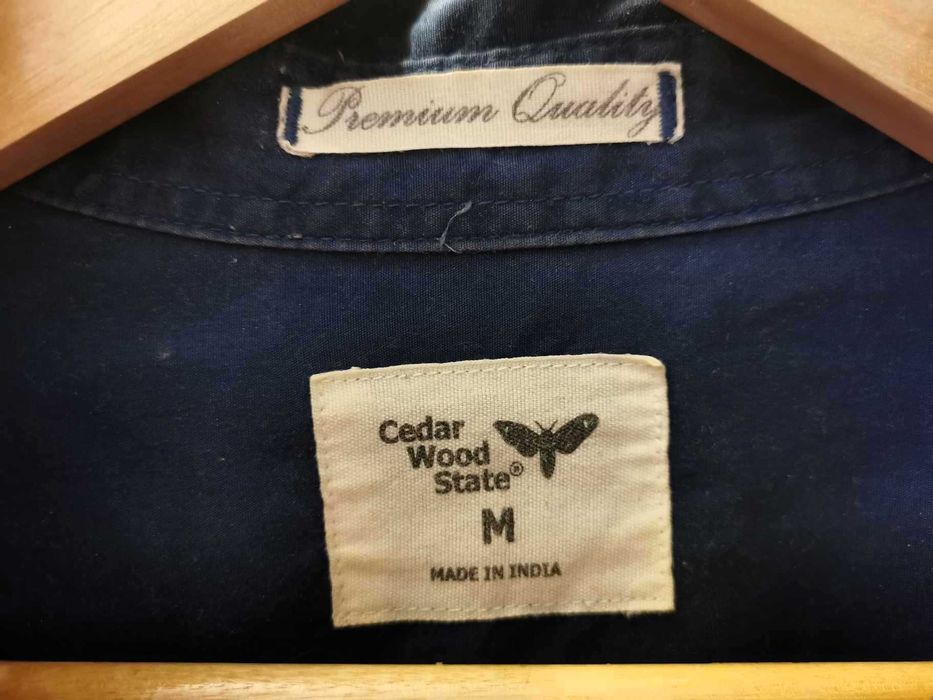 Premium Quality
Cedar
Wood
State®
M
MADE IN INDIA